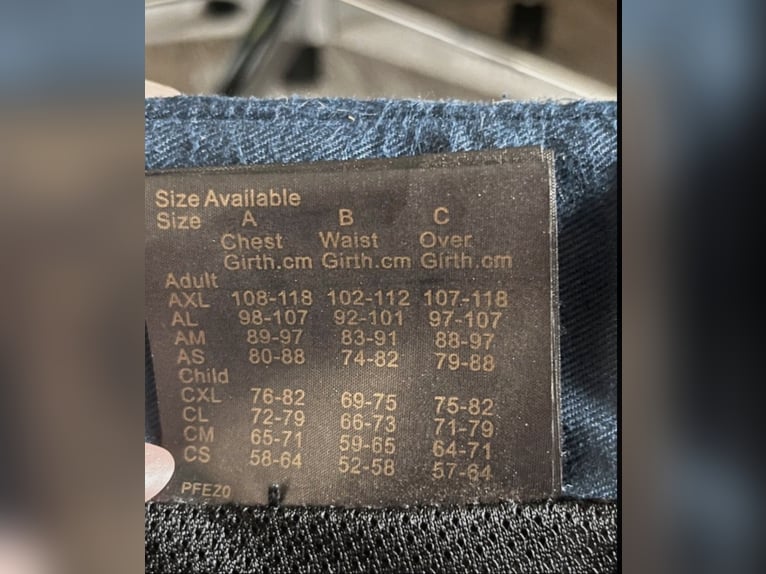 Size Available
Size A B C
Chest Waist Over
Girth.cm Girth.cm Girth.cm
Adult
AXL 108-118 102-112 107-118
AL 98-107 92-101 97-107
AM 89-97 83-91 88-97
AS 80-88 74-82 79-88
Child
CXL 76-82 69-75 75-82
CL 72-79 66-73 71-79
CM 65-71 59-65 64-71
CS 58-64 52-58 57-64
PFEZ0